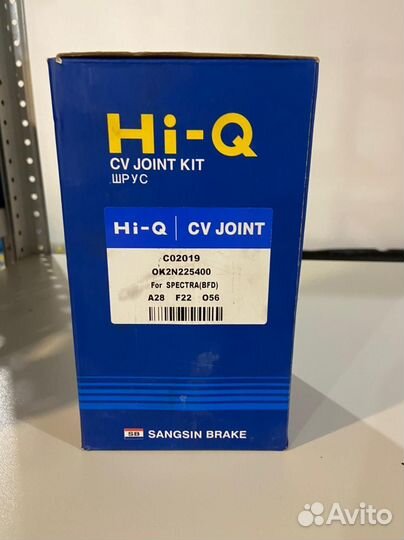 Hi-Q
CV JOINT KIT
ШРУС
Hi-Q | CV JOINT
C02019
OK2N225400
For SPECTRA(BFD)
A28 F22 O56
SB SANGSIN BRAKE
Avito